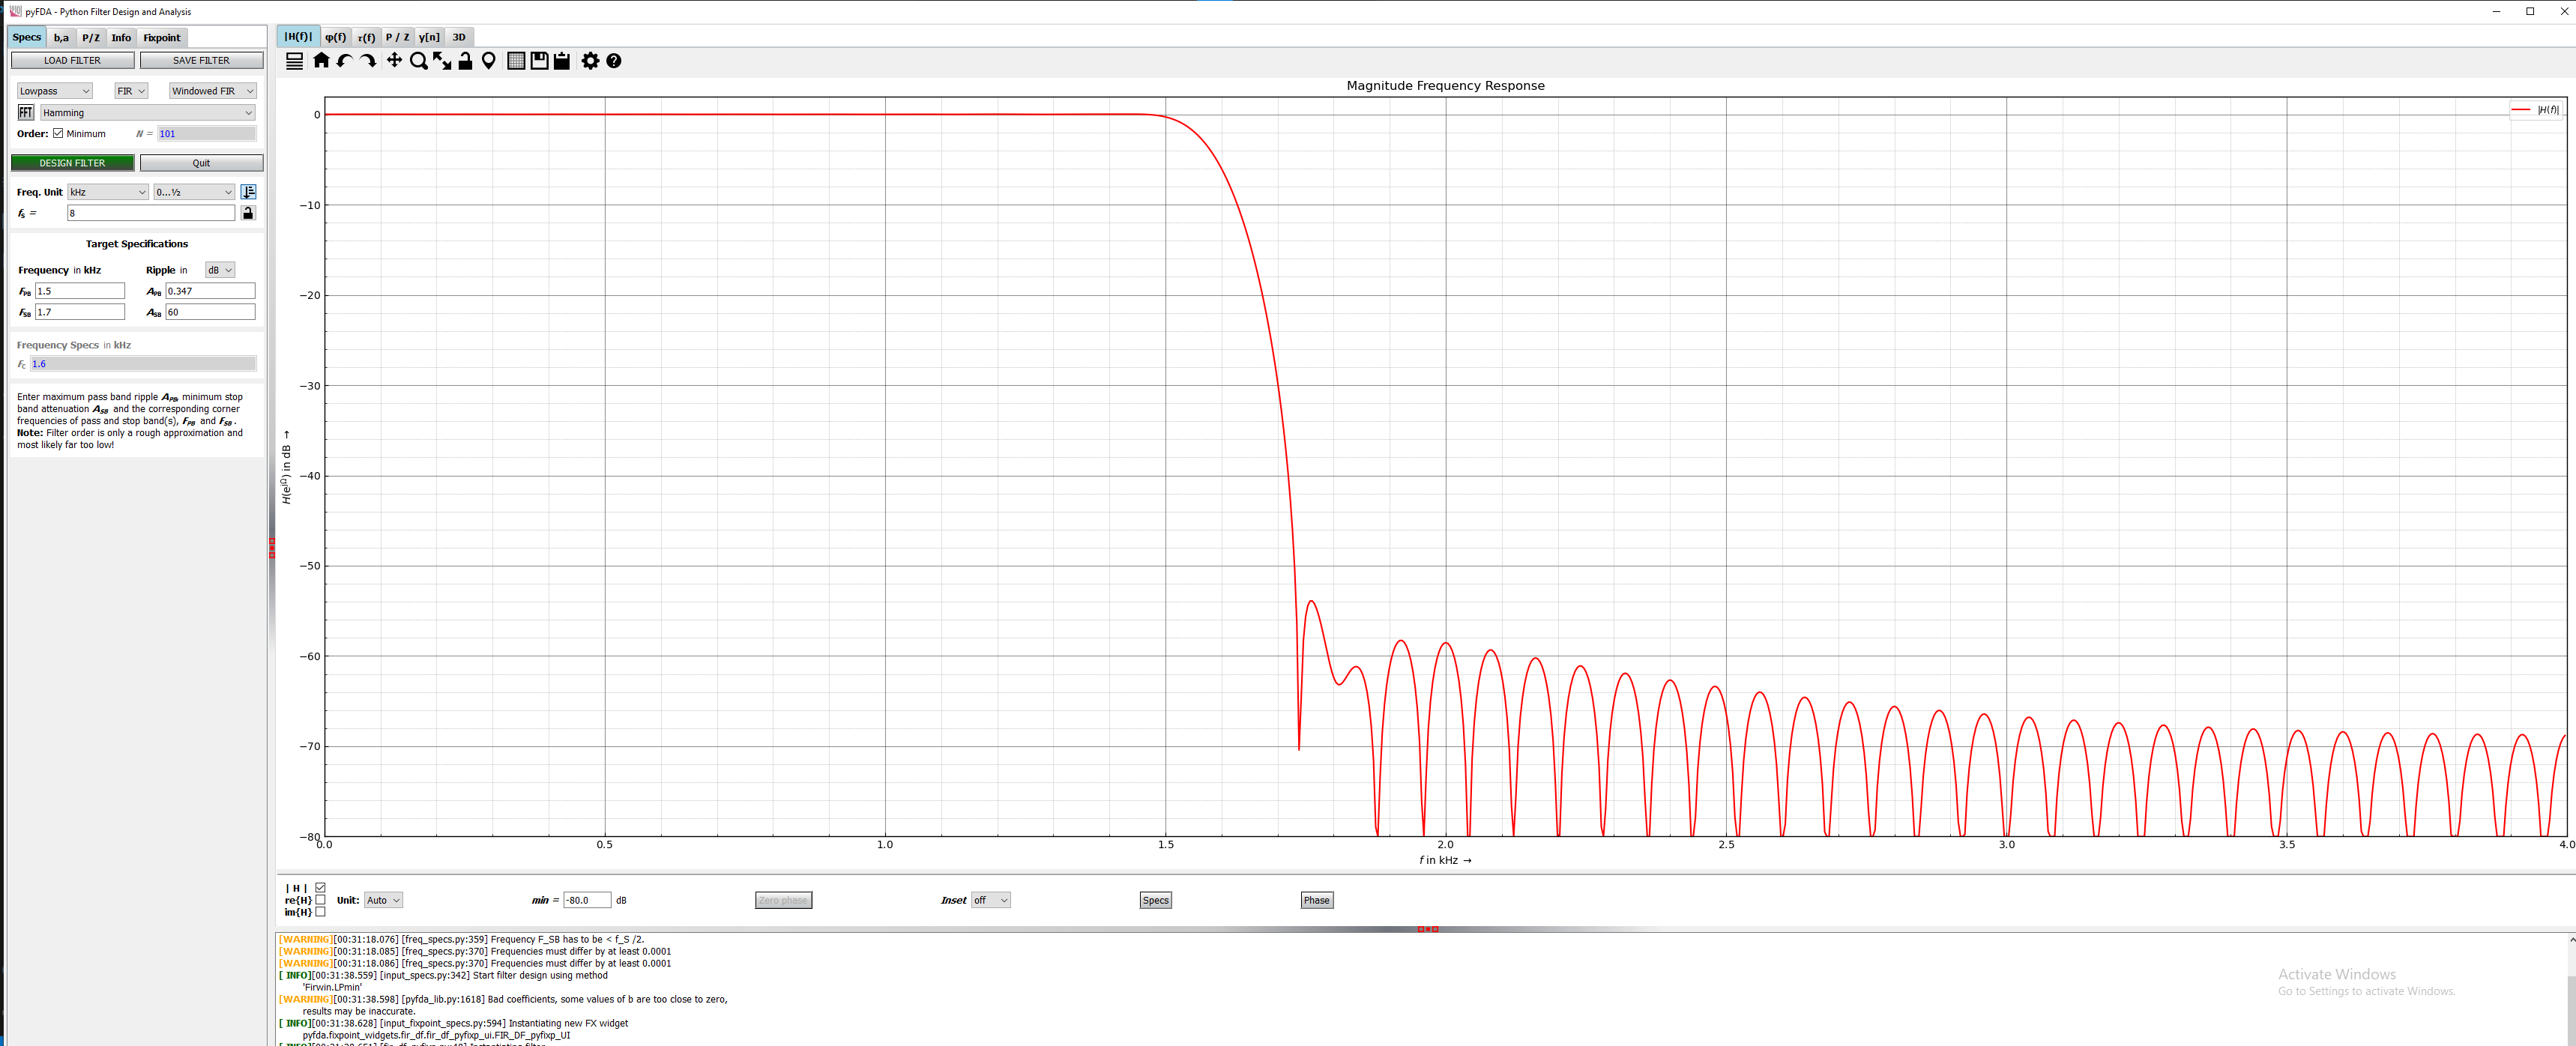 pyFDA - Python Filter Design and Analysis
Specs b,a P/Z Info Fixpoint
LOAD FILTER SAVE FILTER
Lowpass FIR Windowed FIR
FFT Hamming
Order: Minimum N = 101
DESIGN FILTER Quit
Freq. Unit kHz 0...½
fS = 8
Target Specifications
Frequency in kHz Ripple in dB
FPB 1.5 APB 0.347
FSB 1.7 ASB 60
Frequency Specs in kHz
FC 1.6
Enter maximum pass band ripple APB, minimum stop
band attenuation ASB and the corresponding corner
frequencies of pass and stop band(s), FPB and FSB .
Note: Filter order is only a rough approximation and
most likely far too low!
|H(f)| φ(f) τ(f) P / Z y[n] 3D
Magnitude Frequency Response
|H(f)|
0
−10
−20
−30
−40
−50
−60
−70
−80
H(e^jΩ) in dB →
0.0 0.5 1.0 1.5 2.0 2.5 3.0 3.5 4.0
f in kHz →
| H |
re{H} Unit: Auto min = -80.0 dB Zero phase Inset off Specs Phase
im{H}
[WARNING][00:31:18.076] [freq_specs.py:359] Frequency F_SB has to be < f_S /2.
[WARNING][00:31:18.085] [freq_specs.py:370] Frequencies must differ by at least 0.0001
[WARNING][00:31:18.086] [freq_specs.py:370] Frequencies must differ by at least 0.0001
[ INFO][00:31:38.559] [input_specs.py:342] Start filter design using method
'Firwin.LPmin'
[WARNING][00:31:38.598] [pyfda_lib.py:1618] Bad coefficients, some values of b are too close to zero,
results may be inaccurate.
[ INFO][00:31:38.628] [input_fixpoint_specs.py:594] Instantiating new FX widget
pyfda.fixpoint_widgets.fir_df.fir_df_pyfixp_ui.FIR_DF_pyfixp_UI
Activate Windows
Go to Settings to activate Windows.